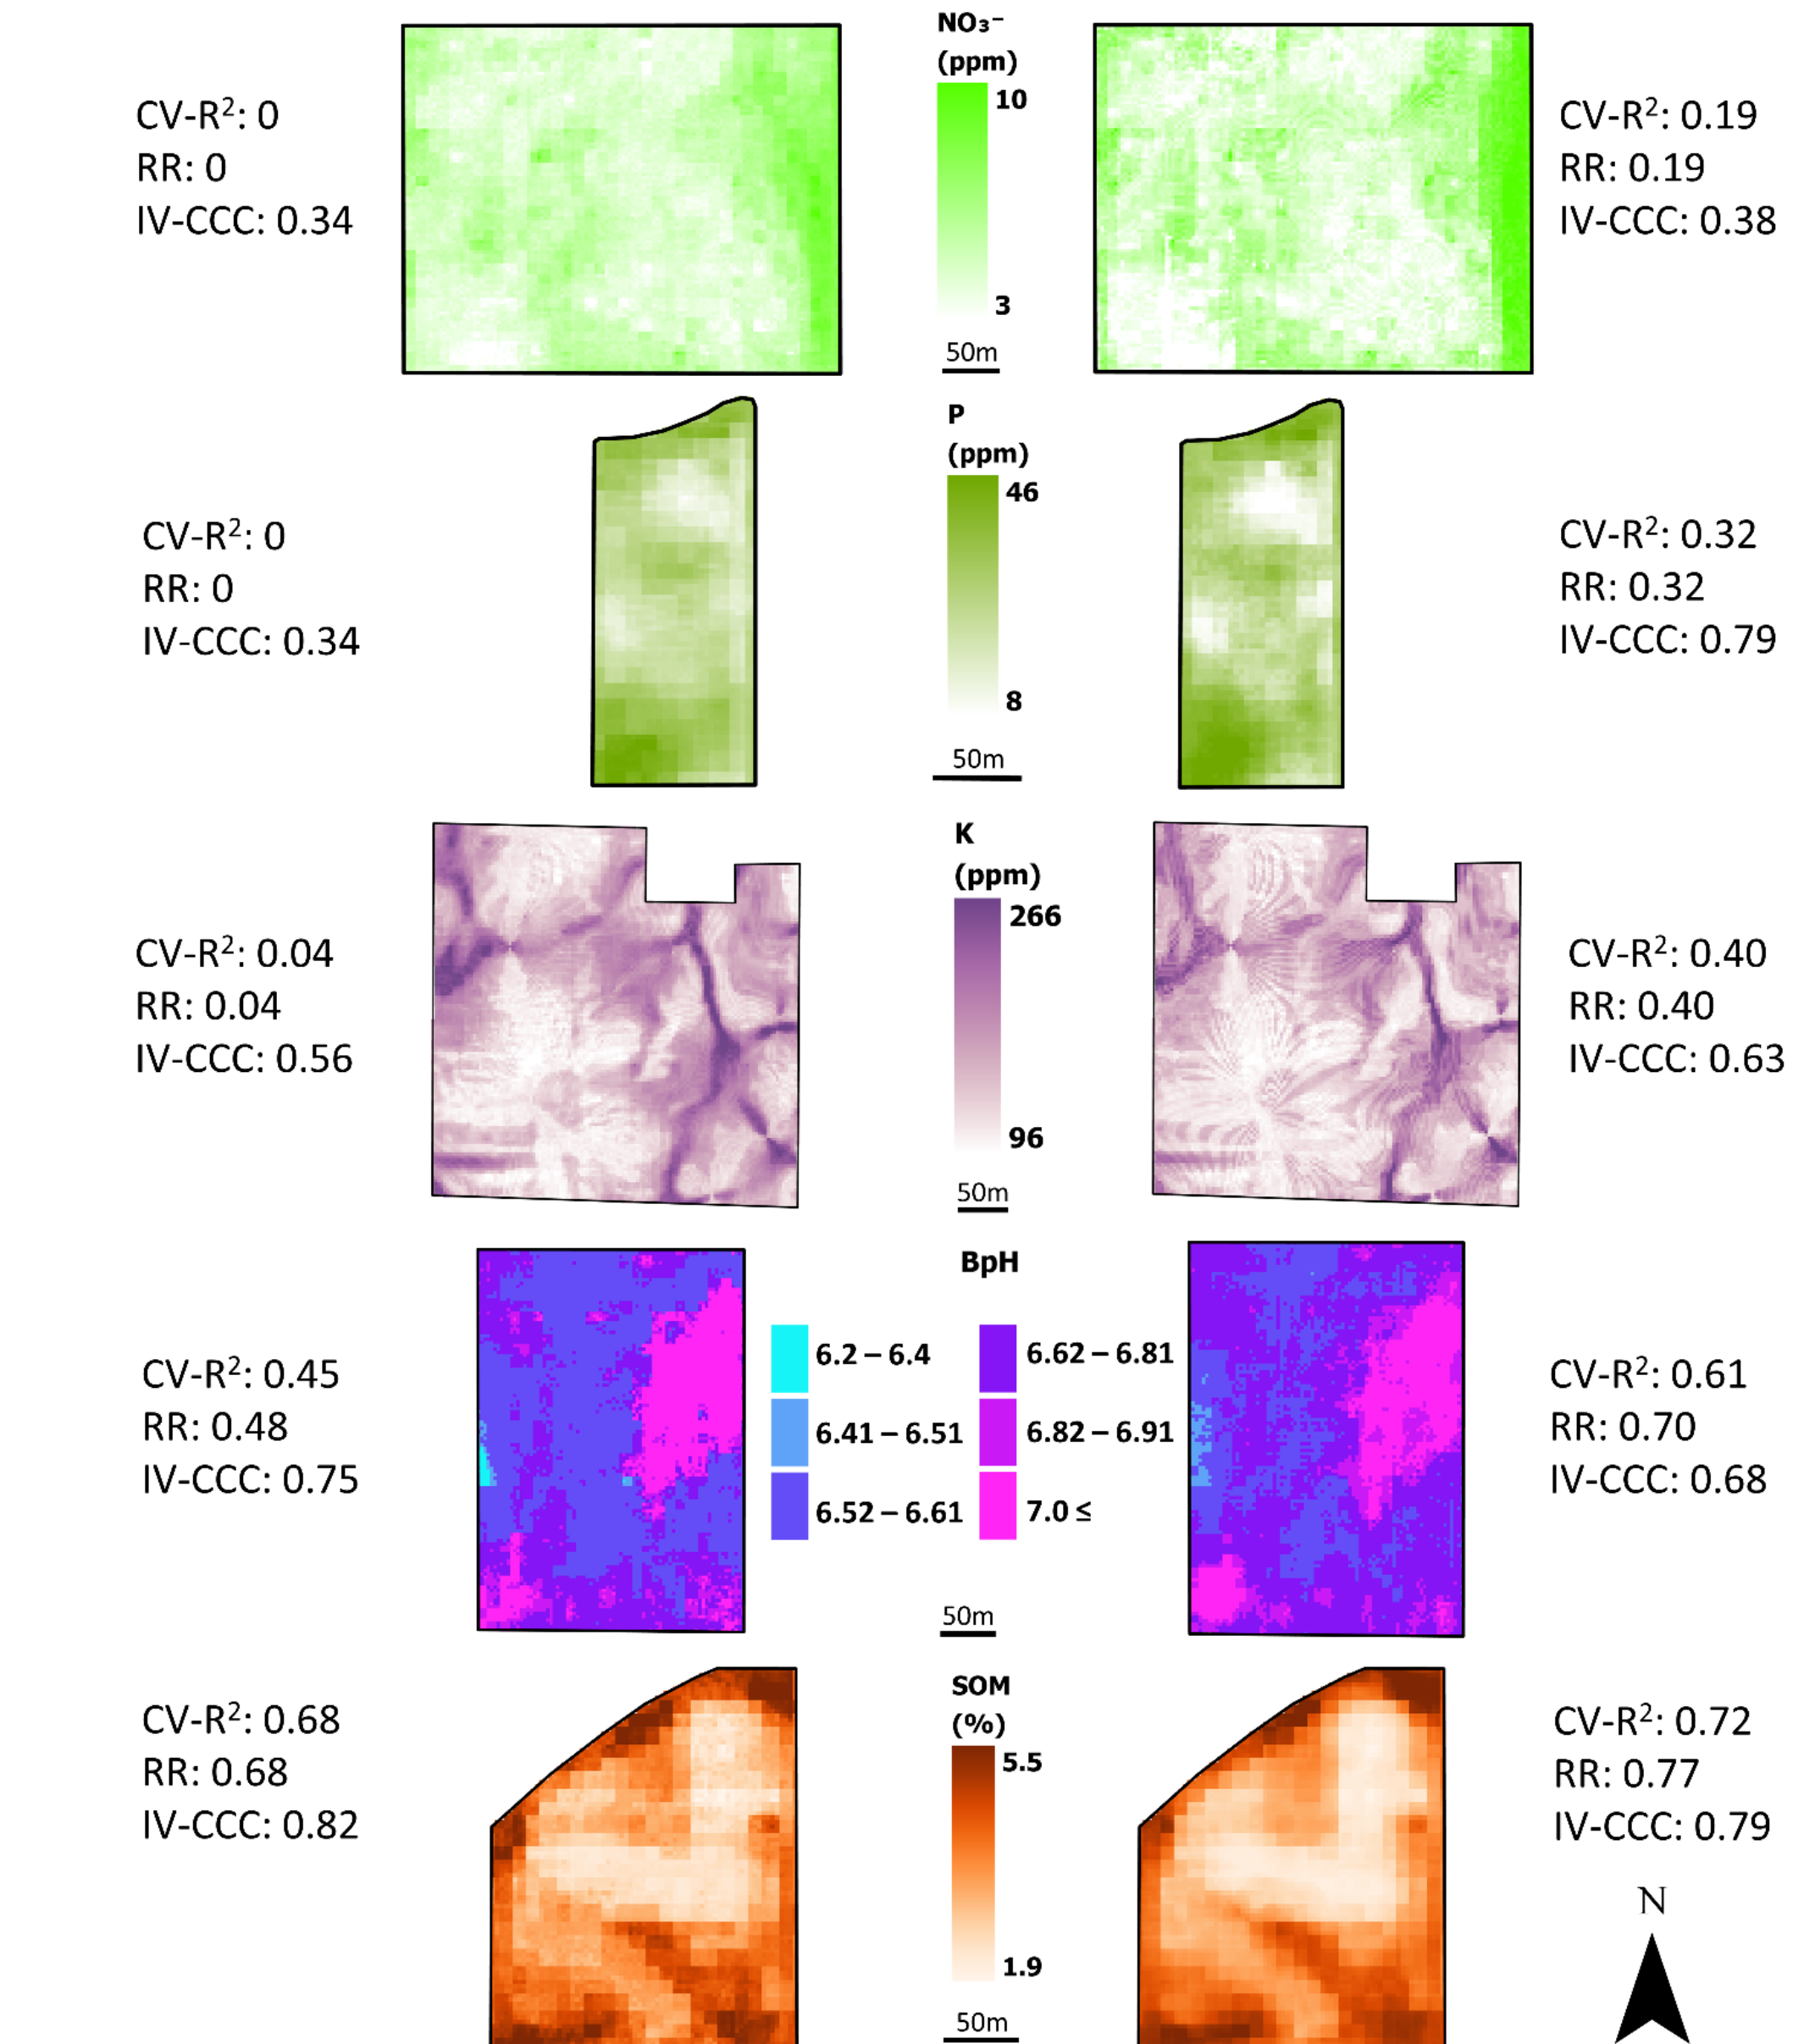 NO₃⁻
(ppm)
10
3
50m
CV-R²: 0
RR: 0
IV-CCC: 0.34
CV-R²: 0.19
RR: 0.19
IV-CCC: 0.38
P
(ppm)
46
8
50m
CV-R²: 0
RR: 0
IV-CCC: 0.34
CV-R²: 0.32
RR: 0.32
IV-CCC: 0.79
K
(ppm)
266
96
50m
CV-R²: 0.04
RR: 0.04
IV-CCC: 0.56
CV-R²: 0.40
RR: 0.40
IV-CCC: 0.63
BpH
6.2 – 6.4
6.41 – 6.51
6.52 – 6.61
6.62 – 6.81
6.82 – 6.91
7.0 ≤
50m
CV-R²: 0.45
RR: 0.48
IV-CCC: 0.75
CV-R²: 0.61
RR: 0.70
IV-CCC: 0.68
SOM
(%)
5.5
1.9
50m
CV-R²: 0.68
RR: 0.68
IV-CCC: 0.82
CV-R²: 0.72
RR: 0.77
IV-CCC: 0.79
N